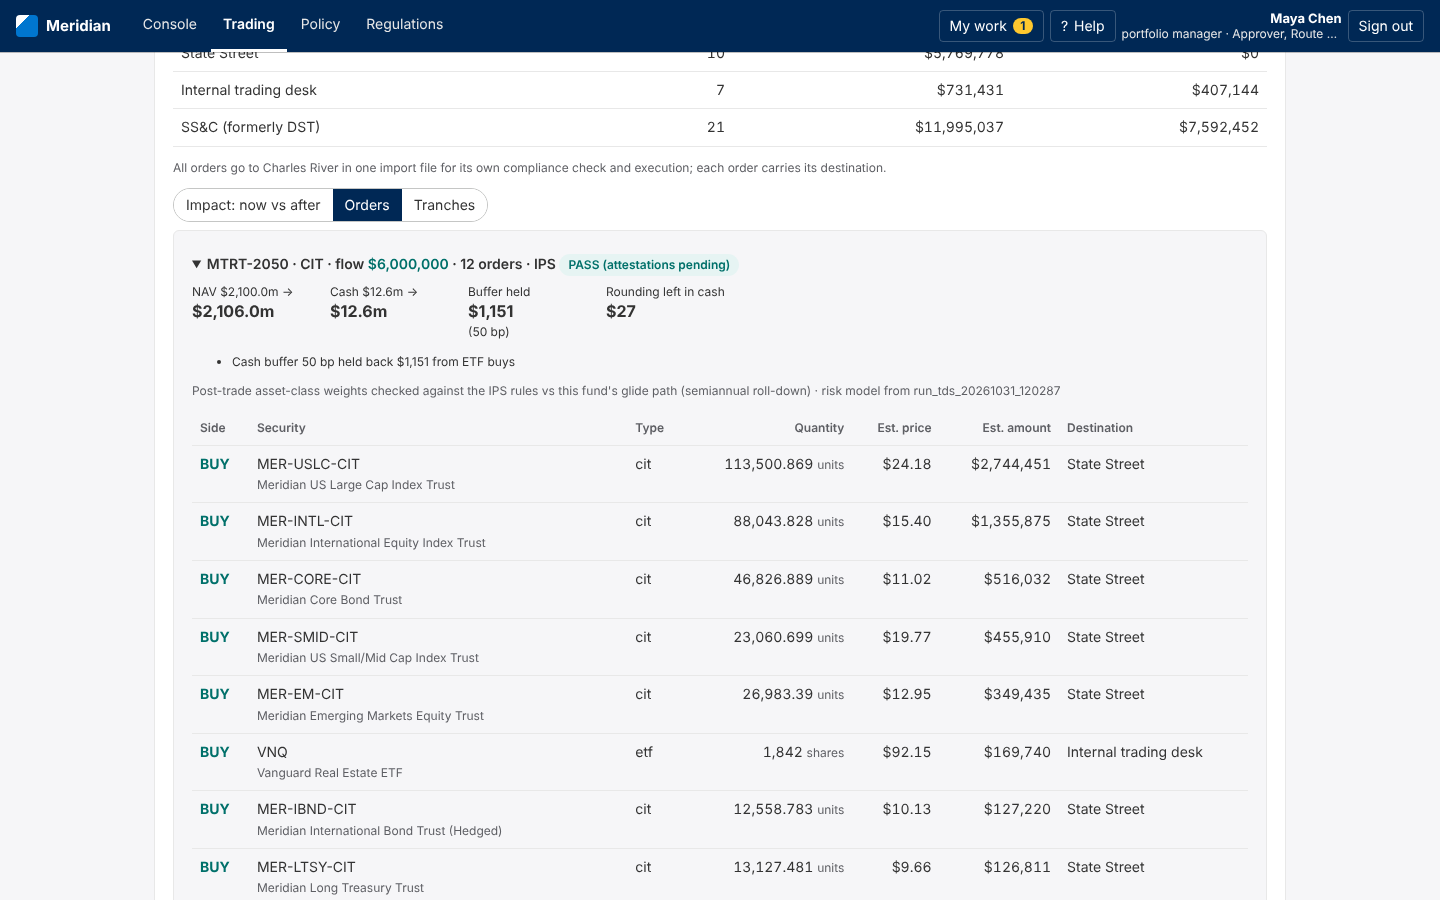 Meridian Console Trading Policy Regulations My work 1 ? Help Maya Chen Sign out
portfolio manager · Approver, Route ...
State Street 10 $5,769,778 $0
Internal trading desk 7 $731,431 $407,144
SS&C (formerly DST) 21 $11,995,037 $7,592,452
All orders go to Charles River in one import file for its own compliance check and execution; each order carries its destination.
Impact: now vs after Orders Tranches
▼ MTRT-2050 · CIT · flow $6,000,000 · 12 orders · IPS PASS (attestations pending)
NAV $2,100.0m → Cash $12.6m → Buffer held Rounding left in cash
$2,106.0m $12.6m $1,151 $27
(50 bp)
• Cash buffer 50 bp held back $1,151 from ETF buys
Post-trade asset-class weights checked against the IPS rules vs this fund's glide path (semiannual roll-down) · risk model from run_tds_20261031_120287
Side Security Type Quantity Est. price Est. amount Destination
BUY MER-USLC-CIT cit 113,500.869 units $24.18 $2,744,451 State Street
Meridian US Large Cap Index Trust
BUY MER-INTL-CIT cit 88,043.828 units $15.40 $1,355,875 State Street
Meridian International Equity Index Trust
BUY MER-CORE-CIT cit 46,826.889 units $11.02 $516,032 State Street
Meridian Core Bond Trust
BUY MER-SMID-CIT cit 23,060.699 units $19.77 $455,910 State Street
Meridian US Small/Mid Cap Index Trust
BUY MER-EM-CIT cit 26,983.39 units $12.95 $349,435 State Street
Meridian Emerging Markets Equity Trust
BUY VNQ etf 1,842 shares $92.15 $169,740 Internal trading desk
Vanguard Real Estate ETF
BUY MER-IBND-CIT cit 12,558.783 units $10.13 $127,220 State Street
Meridian International Bond Trust (Hedged)
BUY MER-LTSY-CIT cit 13,127.481 units $9.66 $126,811 State Street
Meridian Long Treasury Trust